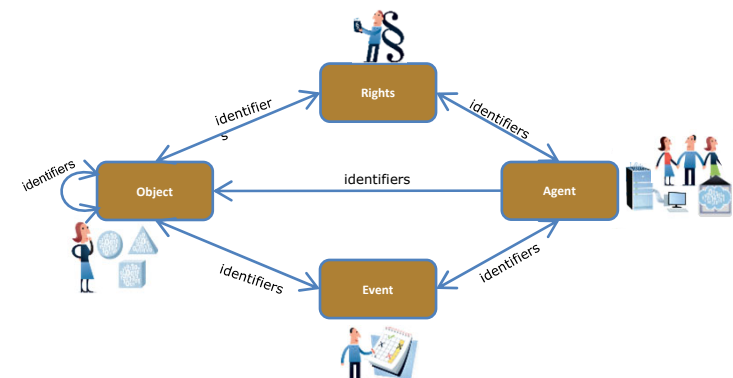 Rights
identifier
s
identifiers
identifiers
Object
identifiers
Agent
identifiers
identifiers
Event